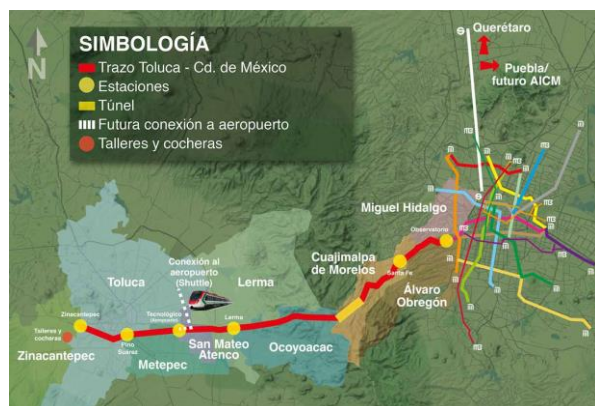 Querétaro
Puebla/
futuro AICM
N
SIMBOLOGÍA
Trazo Toluca - Cd. de México
Estaciones
Túnel
Futura conexión a aeropuerto
Talleres y cocheras
Miguel Hidalgo
Observatorio
Cuajimalpa
de Morelos
Santa Fe
Álvaro
Obregón
Conexión al
aeropuerto
(Shuttle)
Toluca
Lerma
Zinacantepec
Talleres y
cocheras
Pino
Suárez
Tecnológico
Lerma
Zinacantepec
Metepec
San Mateo
Atenco
Ocoyoacac